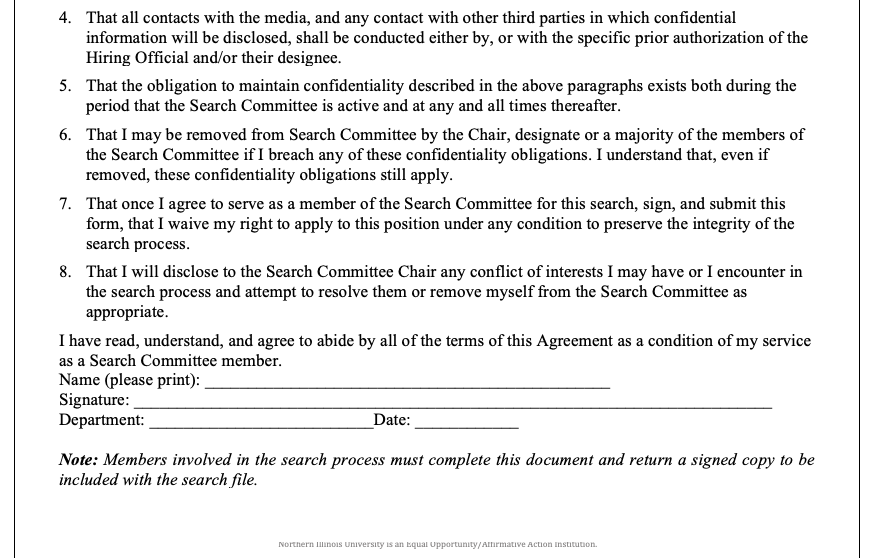 4. That all contacts with the media, and any contact with other third parties in which confidential
information will be disclosed, shall be conducted either by, or with the specific prior authorization of the
Hiring Official and/or their designee.
5. That the obligation to maintain confidentiality described in the above paragraphs exists both during the
period that the Search Committee is active and at any and all times thereafter.
6. That I may be removed from Search Committee by the Chair, designate or a majority of the members of
the Search Committee if I breach any of these confidentiality obligations. I understand that, even if
removed, these confidentiality obligations still apply.
7. That once I agree to serve as a member of the Search Committee for this search, sign, and submit this
form, that I waive my right to apply to this position under any condition to preserve the integrity of the
search process.
8. That I will disclose to the Search Committee Chair any conflict of interests I may have or I encounter in
the search process and attempt to resolve them or remove myself from the Search Committee as
appropriate.
I have read, understand, and agree to abide by all of the terms of this Agreement as a condition of my service
as a Search Committee member.
Name (please print): ____________________
Signature: ____________________
Department: ____________________ Date: ____________
Note: Members involved in the search process must complete this document and return a signed copy to be
included with the search file.
Northern Illinois University is an Equal Opportunity/Affirmative Action Institution.